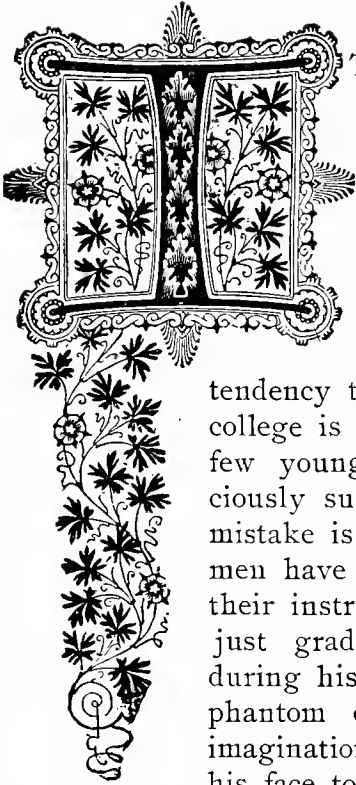 IT
tendency t
college is
few young
ciously su
mistake is
men have
their instr
just grad
during his
phantom
imagination
his face to